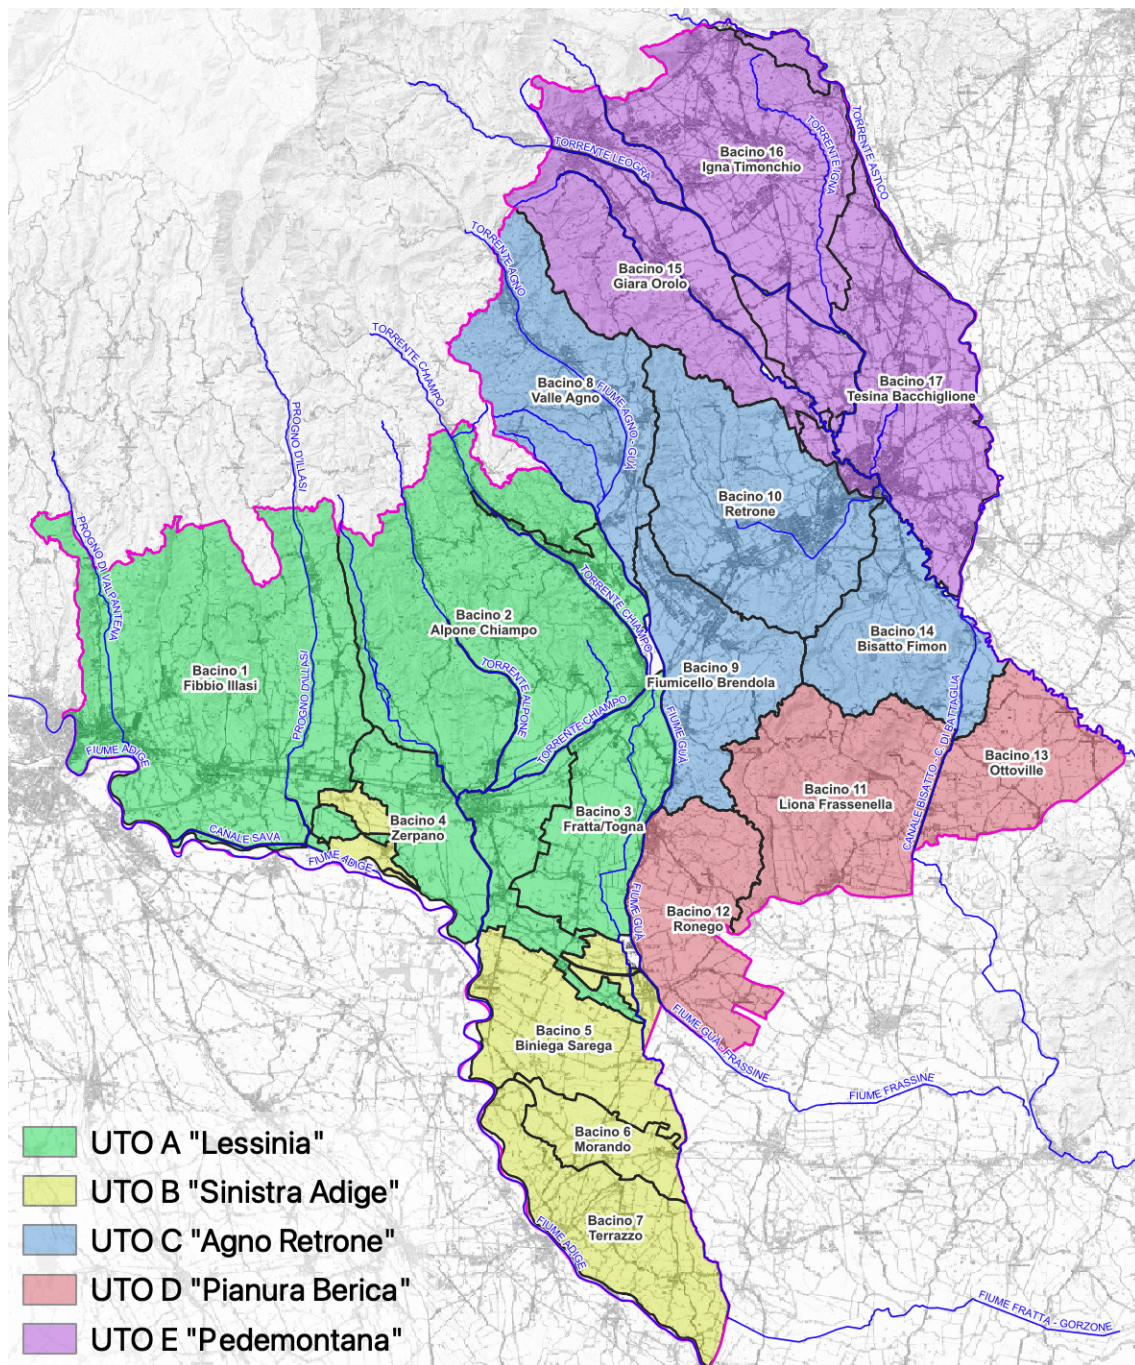 TORRENTE LEOGRA
Bacino 16
Igna Timonchio
TORRENTE IGNA
TORRENTE ASTICO
TORRENTE AGNO
Bacino 15
Giara Orolo
TORRENTE CHIAMPO
Bacino 8
Valle Agno
FIUME AGNO - GUÀ
Bacino 17
Tesina Bacchiglione
PROGNO D'ILLASI
Bacino 10
Retrone
PROGNO DI VALPANTENA
TORRENTE CHIAMPO
Bacino 2
Alpone Chiampo
Bacino 14
Bisatto Fimon
Bacino 1
Fibbio Illasi
PROGNO D'ILLASI
TORRENTE ALPONE
Bacino 9
Fiumicello Brendola
TORRENTE CHIAMPO
FIUME GUÀ
CANALE BISATTO - C. DI BATTAGLIA
FIUME ADIGE
Bacino 13
Ottoville
Bacino 11
Liona Frassenella
Bacino 3
Fratta/Togna
Bacino 4
Zerpano
CANALE SAVA
FIUME ADIGE
FIUME GUÀ
Bacino 12
Ronego
Bacino 5
Biniega Sarega
FIUME GUÀ - FRASSINE
FIUME FRASSINE
Bacino 6
Morando
Bacino 7
Terrazzo
FIUME ADIGE
FIUME FRATTA - GORZONE
UTO A "Lessinia"
UTO B "Sinistra Adige"
UTO C "Agno Retrone"
UTO D "Pianura Berica"
UTO E "Pedemontana"